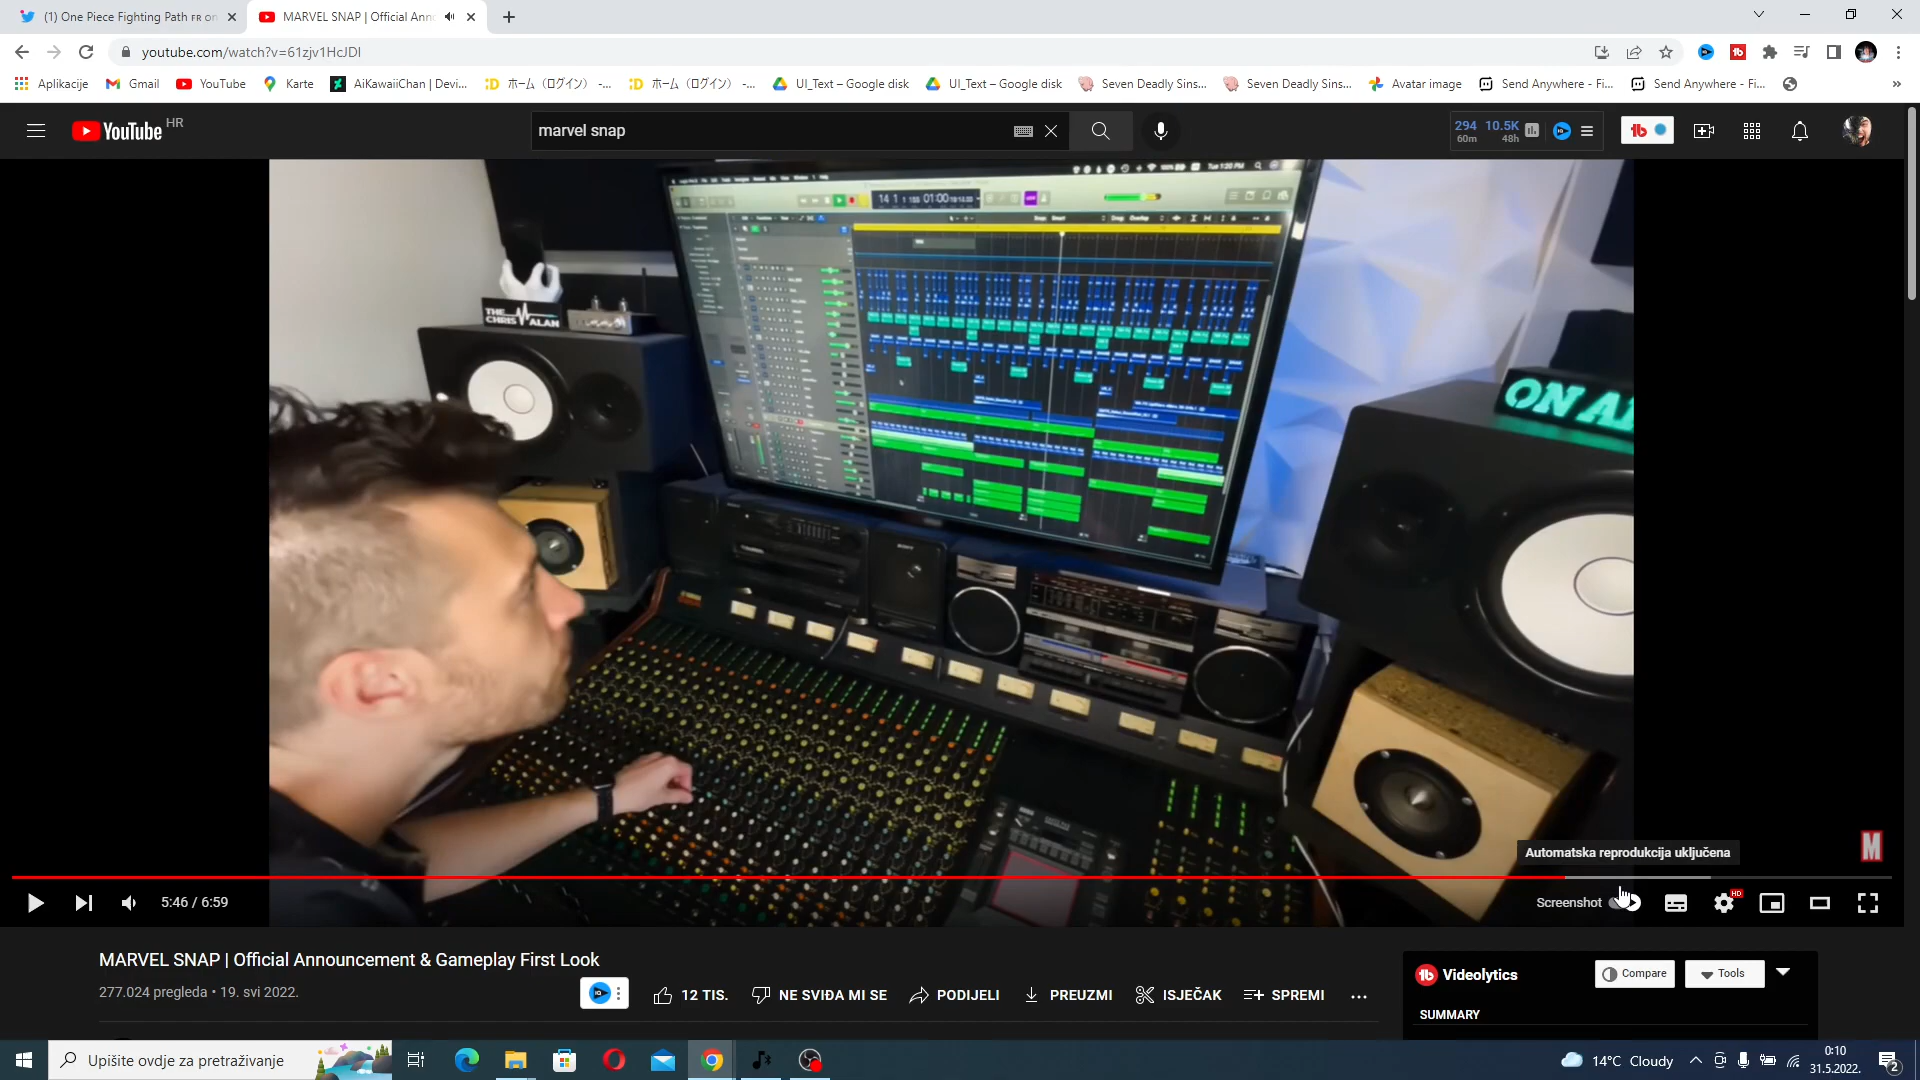 (1) One Piece Fighting Path FR on
MARVEL SNAP | Official Ann
youtube.com/watch?v=61zjv1HcJDI
Aplikacije
Gmail
YouTube
Karte
AiKawaiiChan | Devi...
ホーム（ログイン） -...
ホーム（ログイン） -...
UI_Text – Google disk
UI_Text – Google disk
Seven Deadly Sins...
Seven Deadly Sins...
Avatar image
Send Anywhere - Fi...
Send Anywhere - Fi...
YouTube HR
marvel snap
294 10.5K
60m 48h
THE CHRIS ALAN
ON A
Automatska reprodukcija uključena
M
5:46 / 6:59
Screenshot
HD
MARVEL SNAP | Official Announcement & Gameplay First Look
277.024 pregleda • 19. svi 2022.
12 TIS.
NE SVIĐA MI SE
PODIJELI
PREUZMI
ISJEČAK
SPREMI
Videolytics
Compare
Tools
SUMMARY
Upišite ovdje za pretraživanje
14°C Cloudy
0:10
31.5.2022.
2